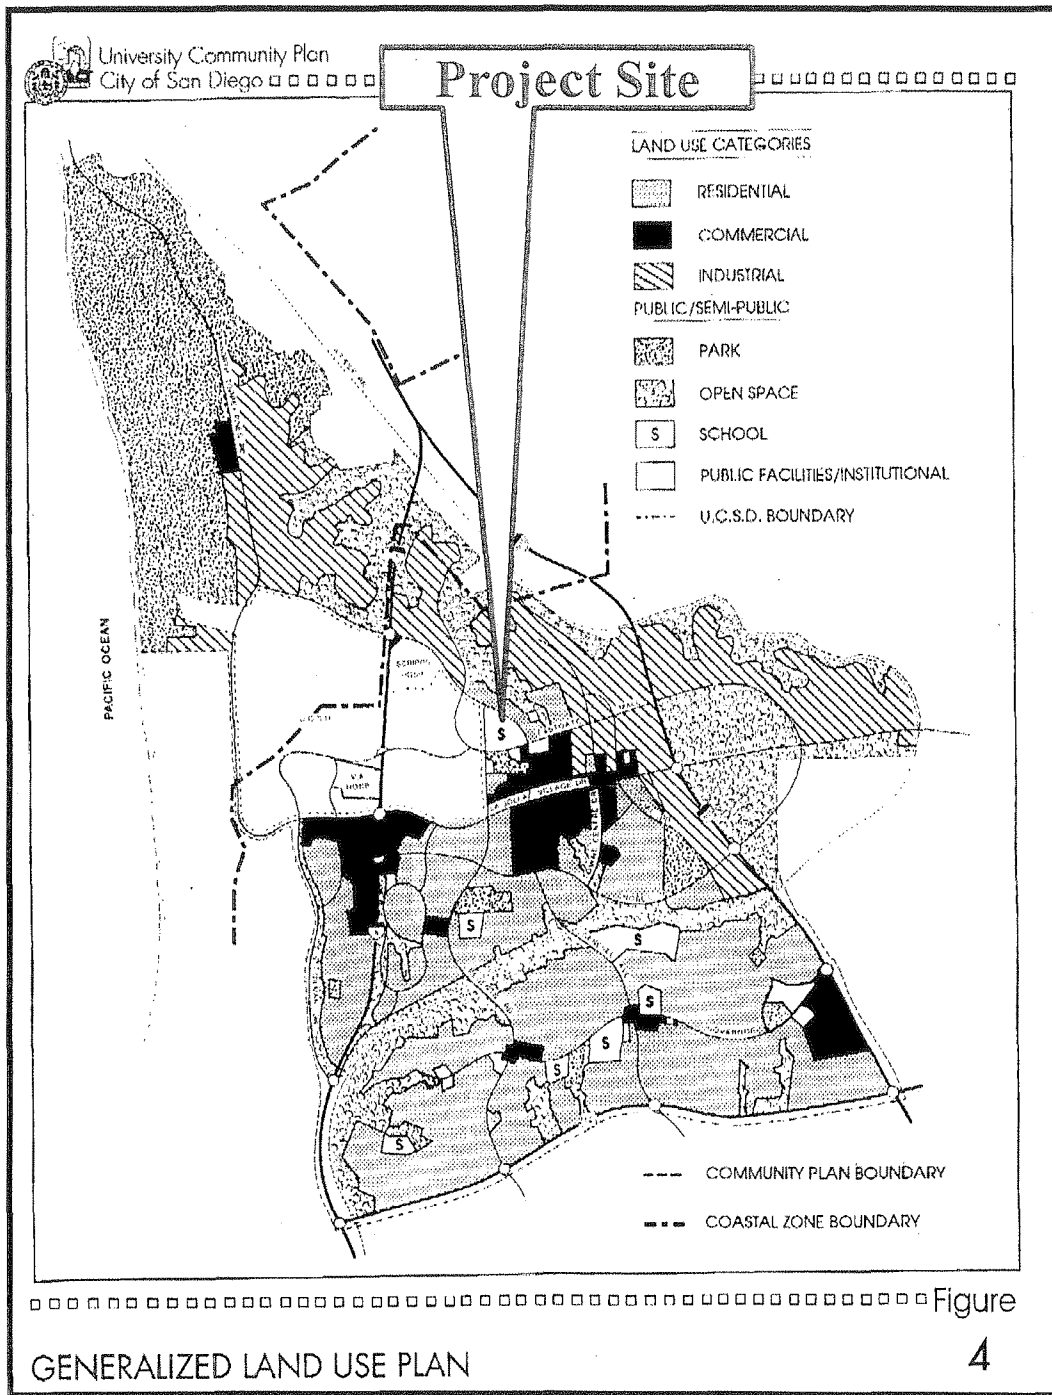 University Community Plan
City of San Diego
Project Site
LAND USE CATEGORIES
RESIDENTIAL
COMMERCIAL
INDUSTRIAL
PUBLIC/SEMI-PUBLIC
PARK
OPEN SPACE
S SCHOOL
PUBLIC FACILITIES/INSTITUTIONAL
U.C.S.D. BOUNDARY
PACIFIC OCEAN
S
VILLAGE DR
S
S
S
S
S
S
COMMUNITY PLAN BOUNDARY
COASTAL ZONE BOUNDARY
Figure
4
GENERALIZED LAND USE PLAN